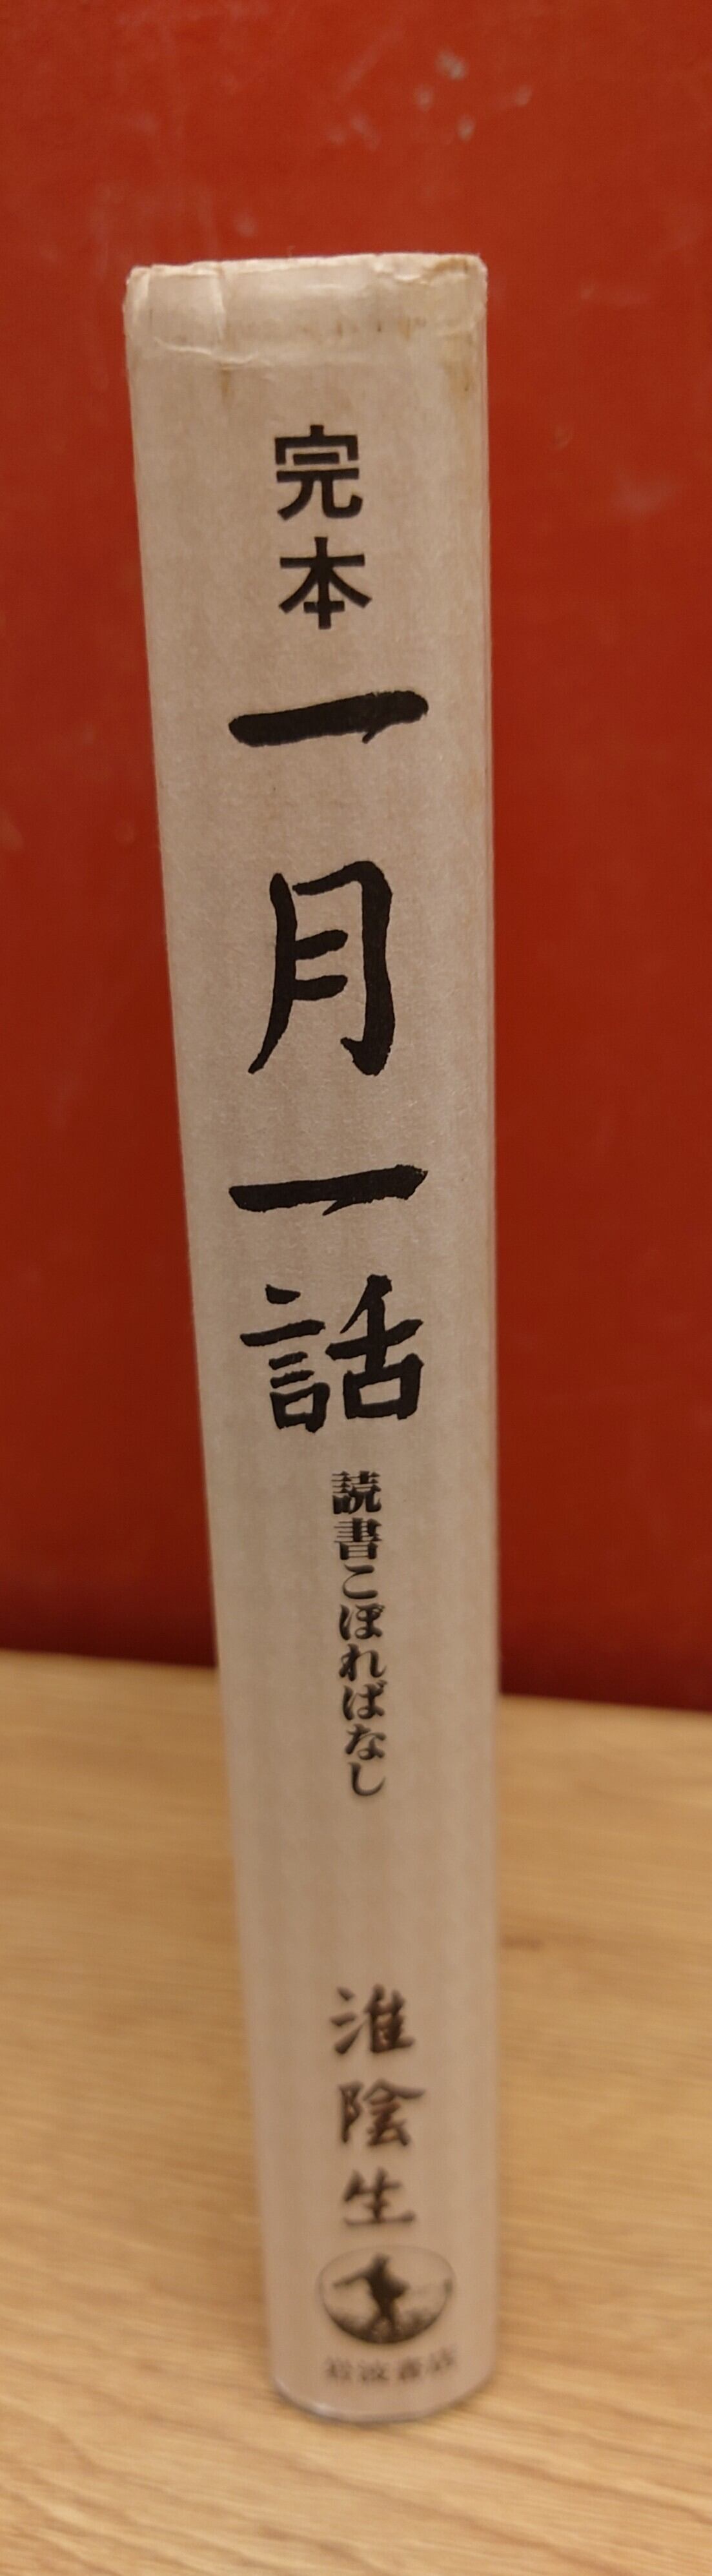 完本
一月一話
読書こぼればなし
淮陰生
岩波書店